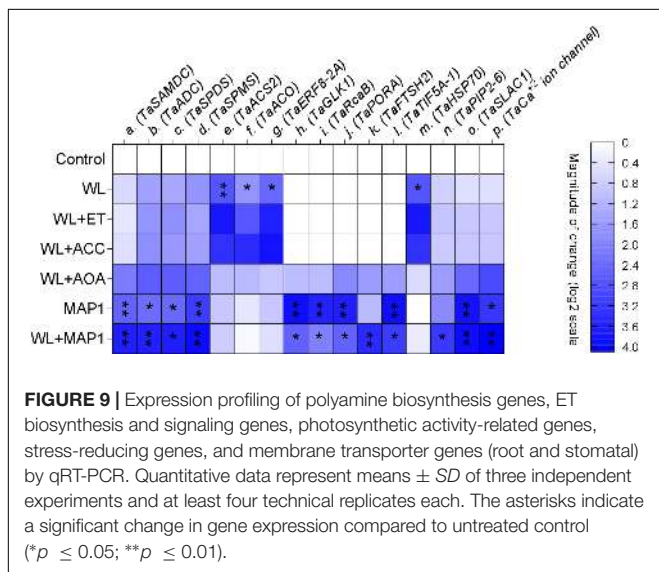 a. (TaSAMDC)
b. (TaADC)
c. (TaSPDS)
d. (TaSPMS)
e. (TaACS2)
f. (TaACO)
g. (TaERF8-2A)
h. (TaGLK1)
i. (TaRcaB)
j. (TaPORA)
k. (TaFTSH2)
l. (TaTIF5A-1)
m. (TaHSP70)
n. (TaPIP2-6)
o. (TaSLAC1)
p. (TaCa+2 ion channel)
Control
WL
** * * *
WL+ET
WL+ACC
WL+AOA
MAP1
** * * ** ** ** ** ** ** *
WL+MAP1
** ** * ** * * * ** * * ** **
0
0.4
0.8
1.2
1.6
2.0
2.4
2.8
3.2
3.6
4.0
Magnitude of change (log2 scale
FIGURE 9 | Expression profiling of polyamine biosynthesis genes, ET
biosynthesis and signaling genes, photosynthetic activity-related genes,
stress-reducing genes, and membrane transporter genes (root and stomatal)
by qRT-PCR. Quantitative data represent means ± SD of three independent
experiments and at least four technical replicates each. The asterisks indicate
a significant change in gene expression compared to untreated control
(*p ≤ 0.05; **p ≤ 0.01).